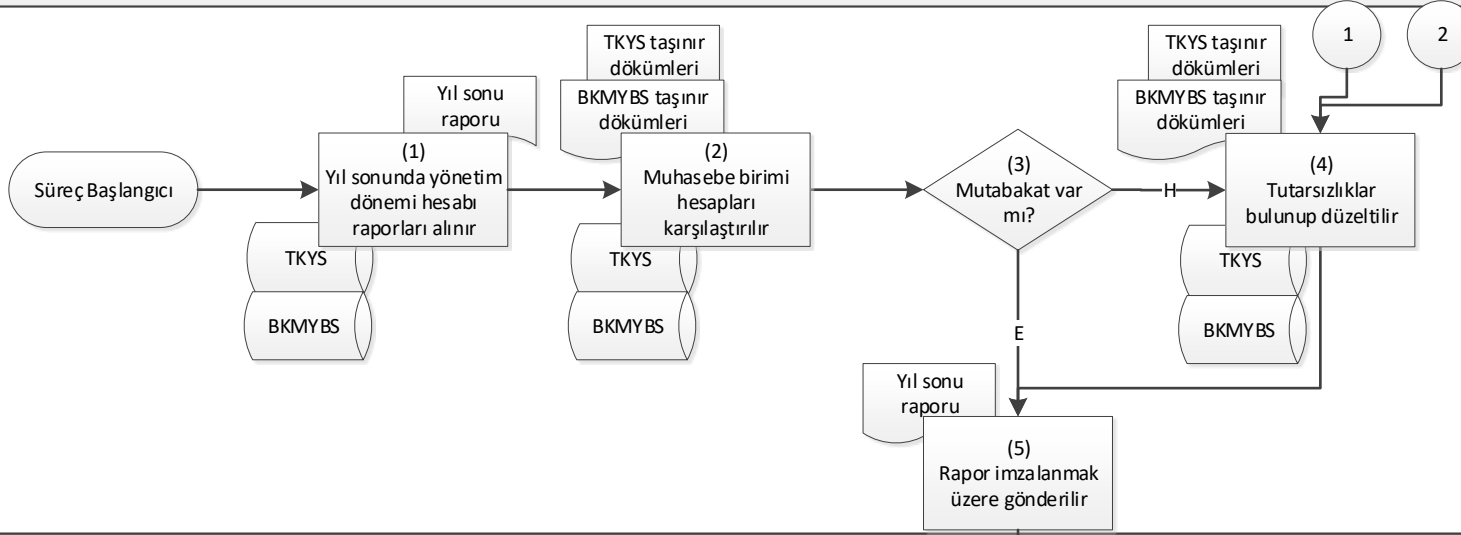 Süreç Başlangıcı
Yıl sonu
raporu
(1)
Yıl sonunda yönetim
dönemi hesabı
raporları alınır
TKYS
BKMYBS
TKYS taşınır
dökümleri
BKMYBS taşınır
dökümleri
(2)
Muhasebe birimi
hesapları
karşılaştırılır
TKYS
BKMYBS
(3)
Mutabakat var
mı?
H
E
1
2
TKYS taşınır
dökümleri
BKMYBS taşınır
dökümleri
(4)
Tutarsızlıklar
bulunup düzeltilir
TKYS
BKMYBS
Yıl sonu
raporu
(5)
Rapor imzalanmak
üzere gönderilir